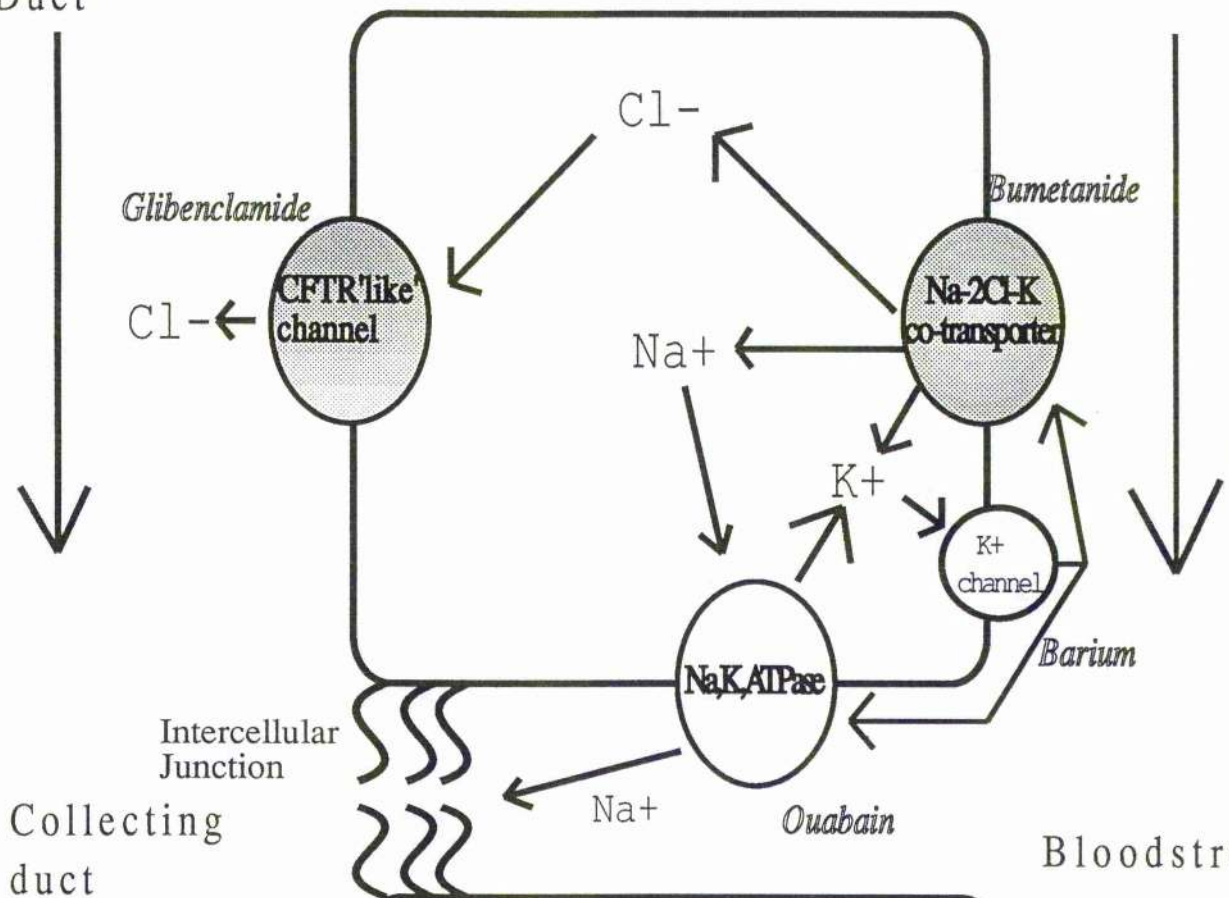 Duct
Cl-
Glibenclamide
Bumetanide
CFTR'like'
channel
Na-2Cl-K
co-transporter
Cl-
Na+
K+
K+
channel
Barium
Na,K,ATPase
Intercellular
Junction
Na+
Ouabain
Collecting
duct
Bloodstr